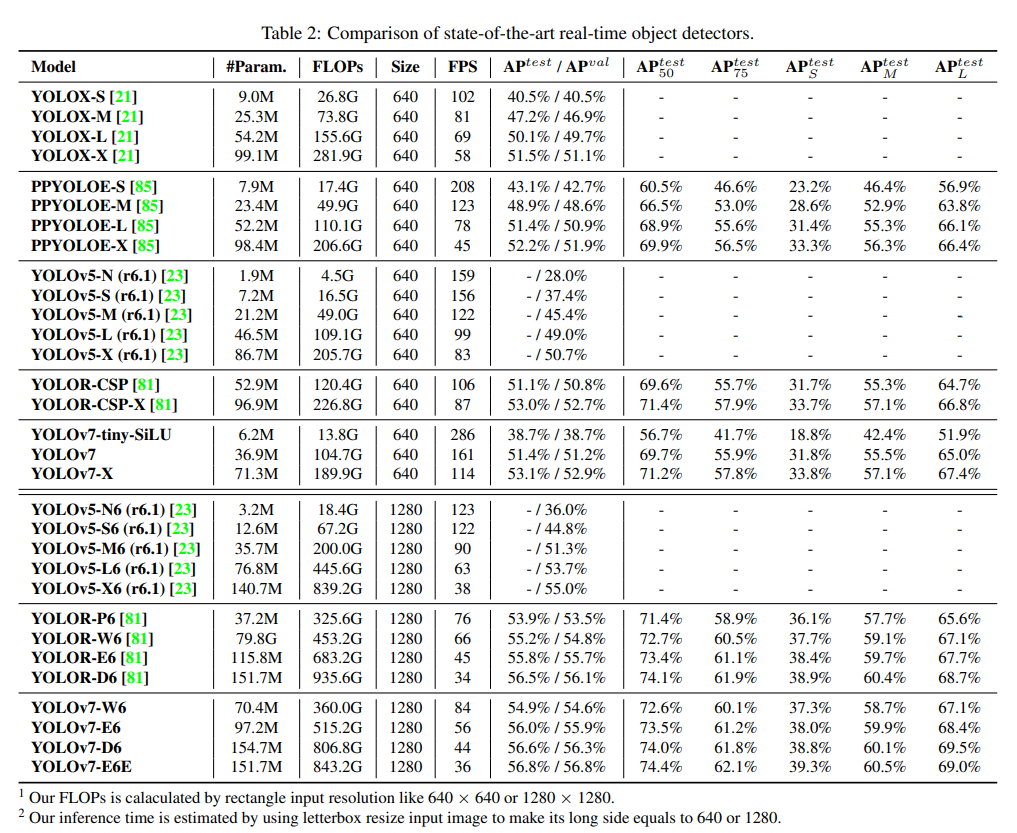 Table 2: Comparison of state-of-the-art real-time object detectors.
Model #Param. FLOPs Size FPS AP^test / AP^val AP^test_50 AP^test_75 AP^test_S AP^test_M AP^test_L
YOLOX-S [21] 9.0M 26.8G 640 102 40.5% / 40.5% - - - - -
YOLOX-M [21] 25.3M 73.8G 640 81 47.2% / 46.9% - - - - -
YOLOX-L [21] 54.2M 155.6G 640 69 50.1% / 49.7% - - - - -
YOLOX-X [21] 99.1M 281.9G 640 58 51.5% / 51.1% - - - - -
PPYOLOE-S [85] 7.9M 17.4G 640 208 43.1% / 42.7% 60.5% 46.6% 23.2% 46.4% 56.9%
PPYOLOE-M [85] 23.4M 49.9G 640 123 48.9% / 48.6% 66.5% 53.0% 28.6% 52.9% 63.8%
PPYOLOE-L [85] 52.2M 110.1G 640 78 51.4% / 50.9% 68.9% 55.6% 31.4% 55.3% 66.1%
PPYOLOE-X [85] 98.4M 206.6G 640 45 52.2% / 51.9% 69.9% 56.5% 33.3% 56.3% 66.4%
YOLOv5-N (r6.1) [23] 1.9M 4.5G 640 159 - / 28.0% - - - - -
YOLOv5-S (r6.1) [23] 7.2M 16.5G 640 156 - / 37.4% - - - - -
YOLOv5-M (r6.1) [23] 21.2M 49.0G 640 122 - / 45.4% - - - - -
YOLOv5-L (r6.1) [23] 46.5M 109.1G 640 99 - / 49.0% - - - - -
YOLOv5-X (r6.1) [23] 86.7M 205.7G 640 83 - / 50.7% - - - - -
YOLOR-CSP [81] 52.9M 120.4G 640 106 51.1% / 50.8% 69.6% 55.7% 31.7% 55.3% 64.7%
YOLOR-CSP-X [81] 96.9M 226.8G 640 87 53.0% / 52.7% 71.4% 57.9% 33.7% 57.1% 66.8%
YOLOv7-tiny-SiLU 6.2M 13.8G 640 286 38.7% / 38.7% 56.7% 41.7% 18.8% 42.4% 51.9%
YOLOv7 36.9M 104.7G 640 161 51.4% / 51.2% 69.7% 55.9% 31.8% 55.5% 65.0%
YOLOv7-X 71.3M 189.9G 640 114 53.1% / 52.9% 71.2% 57.8% 33.8% 57.1% 67.4%
YOLOv5-N6 (r6.1) [23] 3.2M 18.4G 1280 123 - / 36.0% - - - - -
YOLOv5-S6 (r6.1) [23] 12.6M 67.2G 1280 122 - / 44.8% - - - - -
YOLOv5-M6 (r6.1) [23] 35.7M 200.0G 1280 90 - / 51.3% - - - - -
YOLOv5-L6 (r6.1) [23] 76.8M 445.6G 1280 63 - / 53.7% - - - - -
YOLOv5-X6 (r6.1) [23] 140.7M 839.2G 1280 38 - / 55.0% - - - - -
YOLOR-P6 [81] 37.2M 325.6G 1280 76 53.9% / 53.5% 71.4% 58.9% 36.1% 57.7% 65.6%
YOLOR-W6 [81] 79.8G 453.2G 1280 66 55.2% / 54.8% 72.7% 60.5% 37.7% 59.1% 67.1%
YOLOR-E6 [81] 115.8M 683.2G 1280 45 55.8% / 55.7% 73.4% 61.1% 38.4% 59.7% 67.7%
YOLOR-D6 [81] 151.7M 935.6G 1280 34 56.5% / 56.1% 74.1% 61.9% 38.9% 60.4% 68.7%
YOLOv7-W6 70.4M 360.0G 1280 84 54.9% / 54.6% 72.6% 60.1% 37.3% 58.7% 67.1%
YOLOv7-E6 97.2M 515.2G 1280 56 56.0% / 55.9% 73.5% 61.2% 38.0% 59.9% 68.4%
YOLOv7-D6 154.7M 806.8G 1280 44 56.6% / 56.3% 74.0% 61.8% 38.8% 60.1% 69.5%
YOLOv7-E6E 151.7M 843.2G 1280 36 56.8% / 56.8% 74.4% 62.1% 39.3% 60.5% 69.0%
1 Our FLOPs is calaculated by rectangle input resolution like 640 × 640 or 1280 × 1280.
2 Our inference time is estimated by using letterbox resize input image to make its long side equals to 640 or 1280.